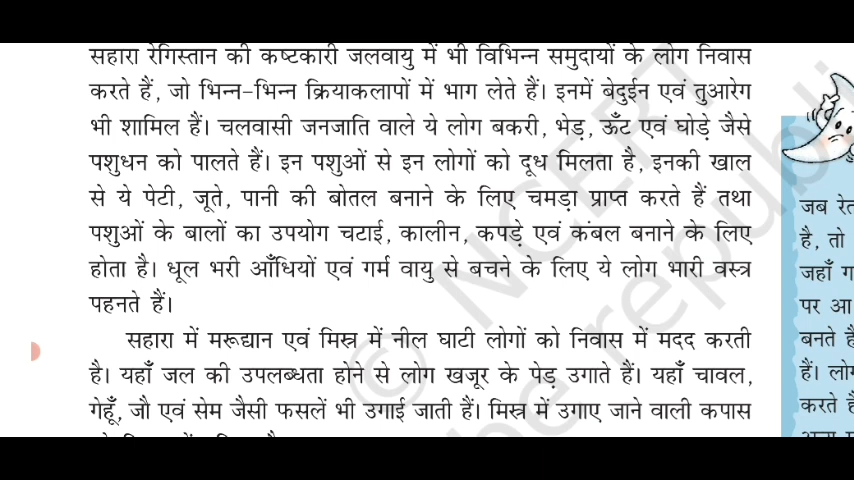 सहारा रेगिस्तान की कष्टकारी जलवायु में भी विभिन्न समुदायों के लोग निवास
करते हैं, जो भिन्न-भिन्न क्रियाकलापों में भाग लेते हैं। इनमें बेदुईन एवं तुआरेग
भी शामिल हैं। चलवासी जनजाति वाले ये लोग बकरी, भेड़, ऊँट एवं घोड़े जैसे
पशुधन को पालते हैं। इन पशुओं से इन लोगों को दूध मिलता है, इनकी खाल
से ये पेटी, जूते, पानी की बोतल बनाने के लिए चमड़ा प्राप्त करते हैं तथा
पशुओं के बालों का उपयोग चटाई, कालीन, कपड़े एवं कंबल बनाने के लिए
होता है। धूल भरी आँधियों एवं गर्म वायु से बचने के लिए ये लोग भारी वस्त्र
पहनते हैं।
सहारा में मरूद्यान एवं मिस्र में नील घाटी लोगों को निवास में मदद करती
है। यहाँ जल की उपलब्धता होने से लोग खजूर के पेड़ उगाते हैं। यहाँ चावल,
गेहूँ, जौ एवं सेम जैसी फसलें भी उगाई जाती हैं। मिस्र में उगाए जाने वाली कपास
जब रेत
है, तो
जहाँ ग
पर आ
बनते है
हैं। लोग
करते हैं
© NCERT
be republi